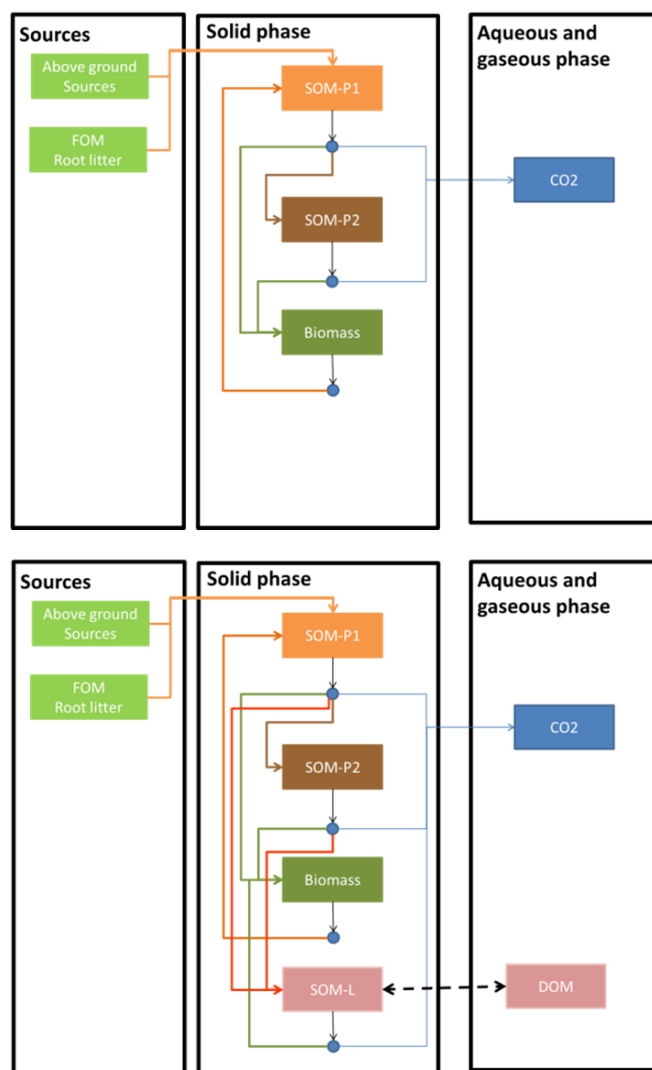 Sources
Above ground
Sources
FOM
Root litter
Solid phase
SOM-P1
SOM-P2
Biomass
Aqueous and
gaseous phase
CO2
Sources
Above ground
Sources
FOM
Root litter
Solid phase
SOM-P1
SOM-P2
Biomass
SOM-L
Aqueous and
gaseous phase
CO2
DOM